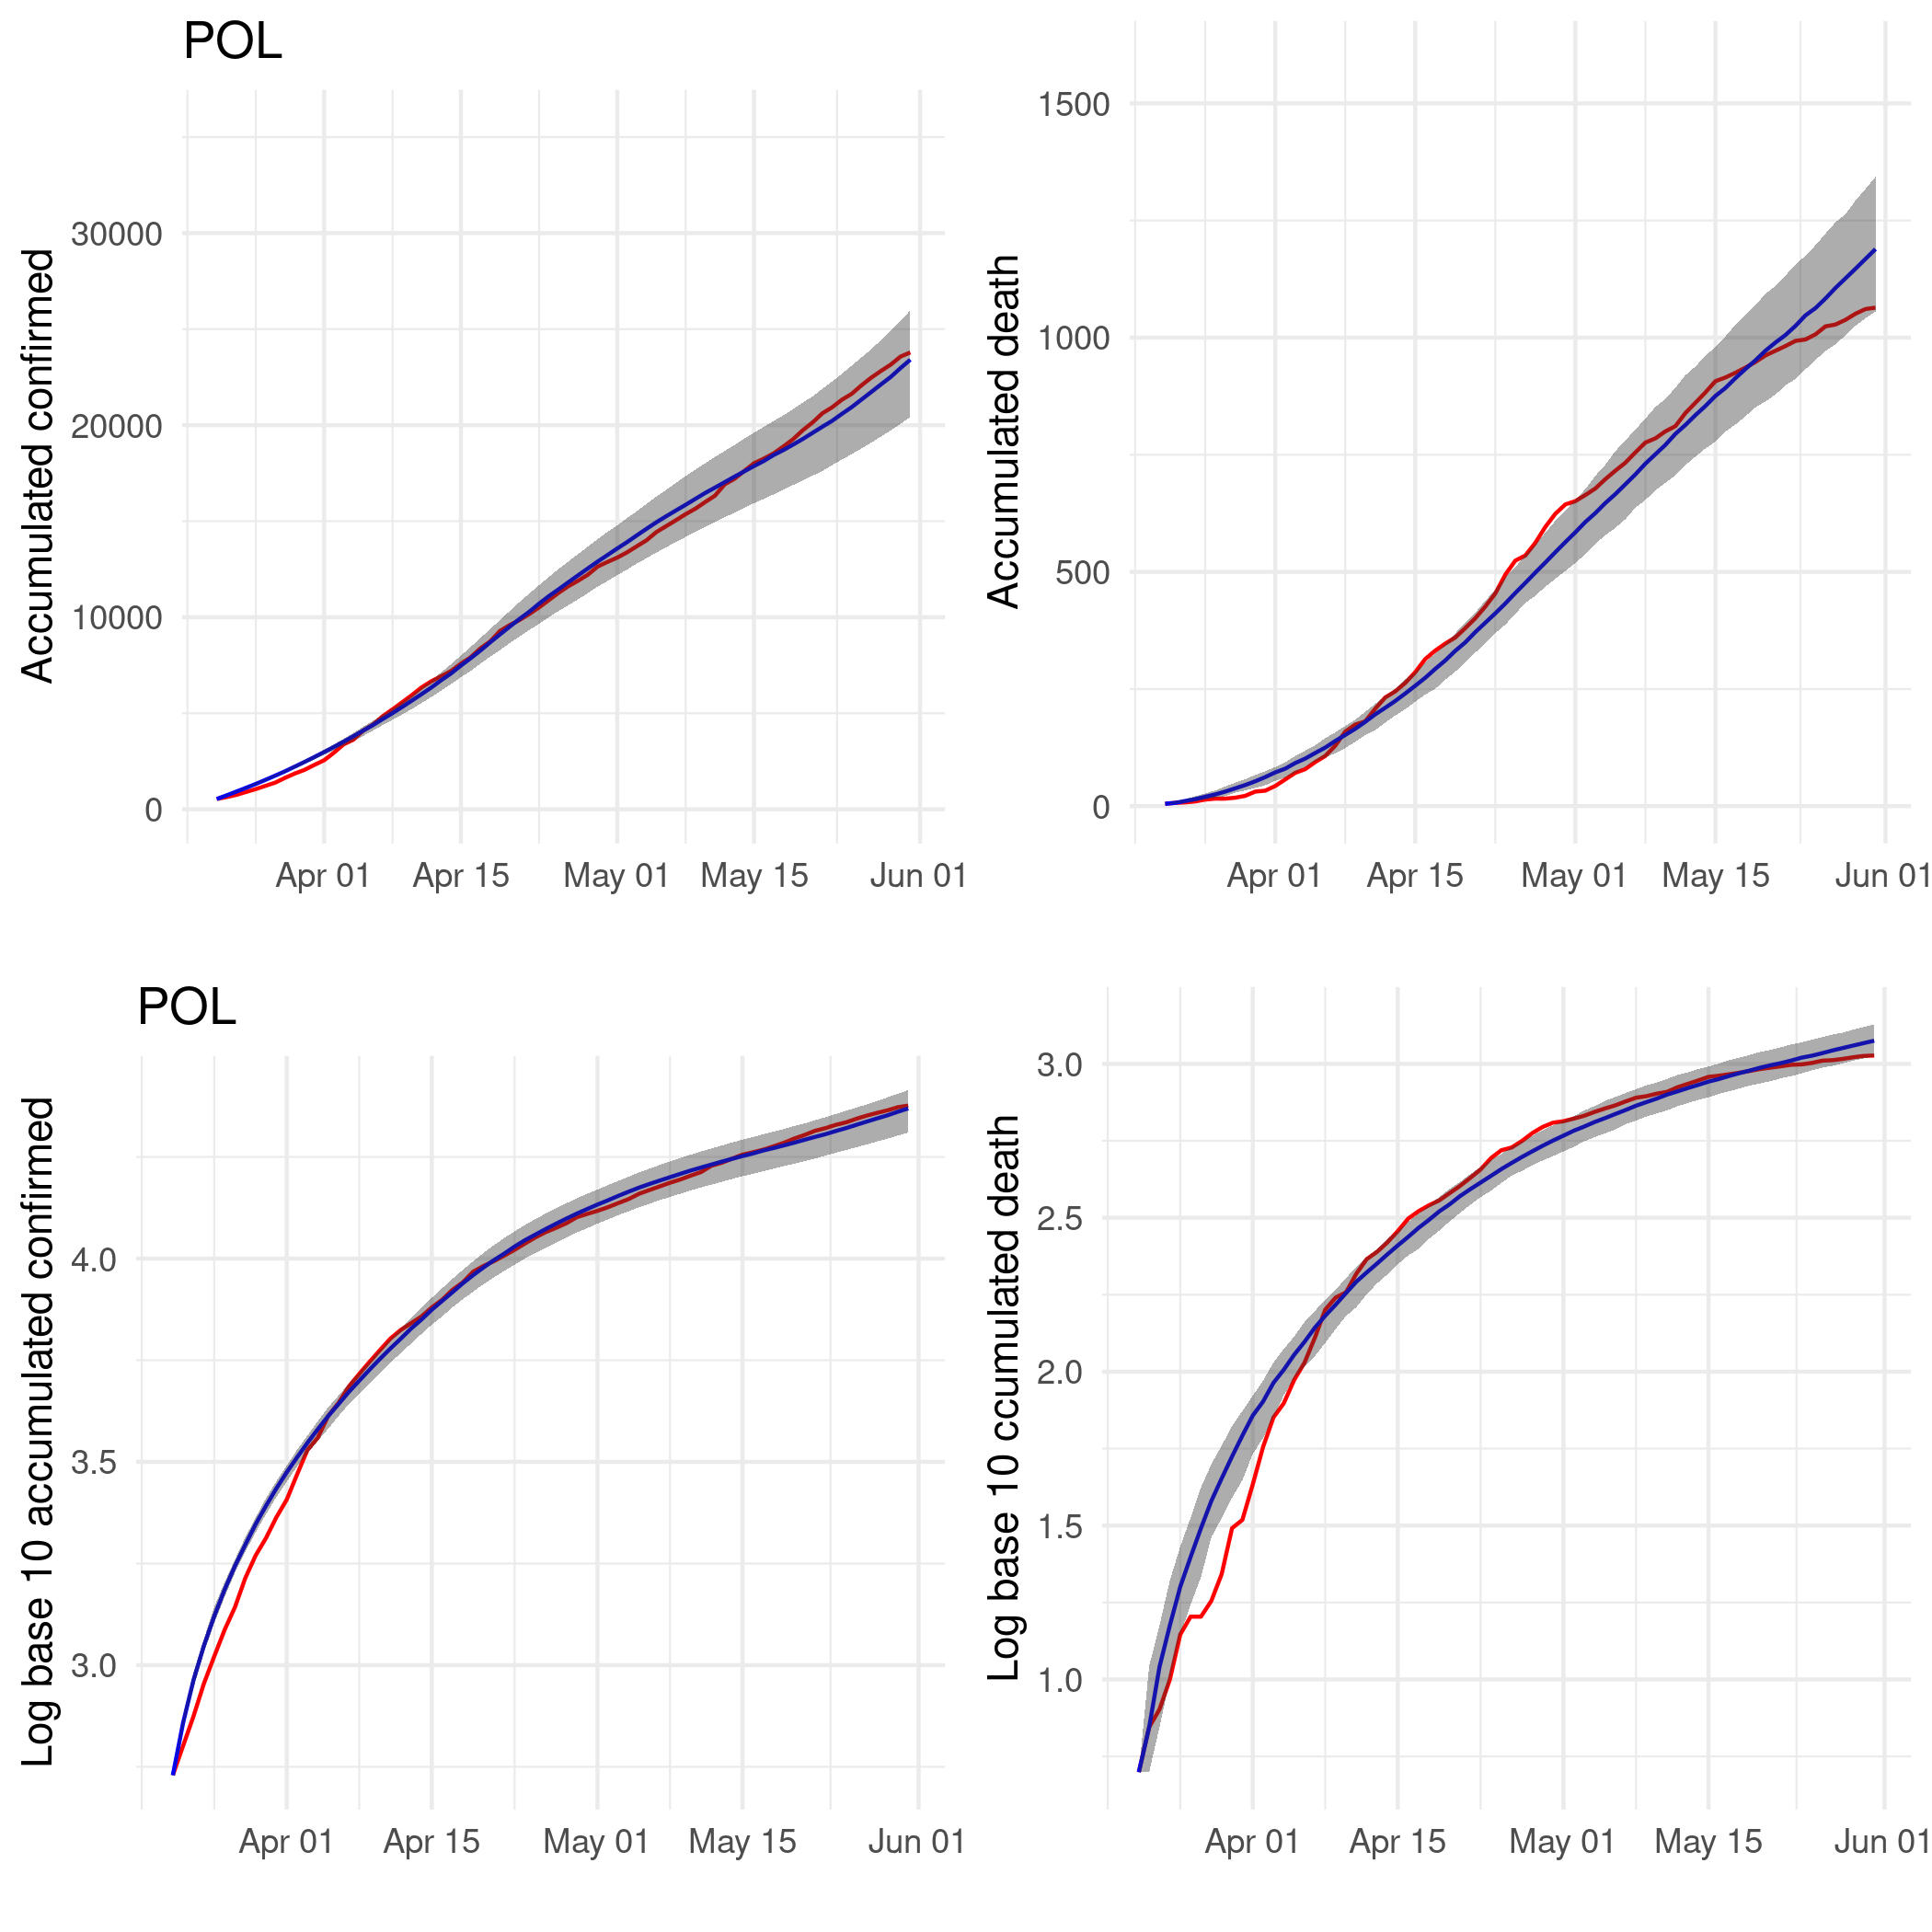 POL
Accumulated confirmed
30000
20000
10000
0
Apr 01 Apr 15 May 01 May 15 Jun 01
Accumulated death
1500
1000
500
0
Apr 01 Apr 15 May 01 May 15 Jun 01
POL
Log base 10 accumulated confirmed
4.0
3.5
3.0
Apr 01 Apr 15 May 01 May 15 Jun 01
Log base 10 ccumulated death
3.0
2.5
2.0
1.5
1.0
Apr 01 Apr 15 May 01 May 15 Jun 01